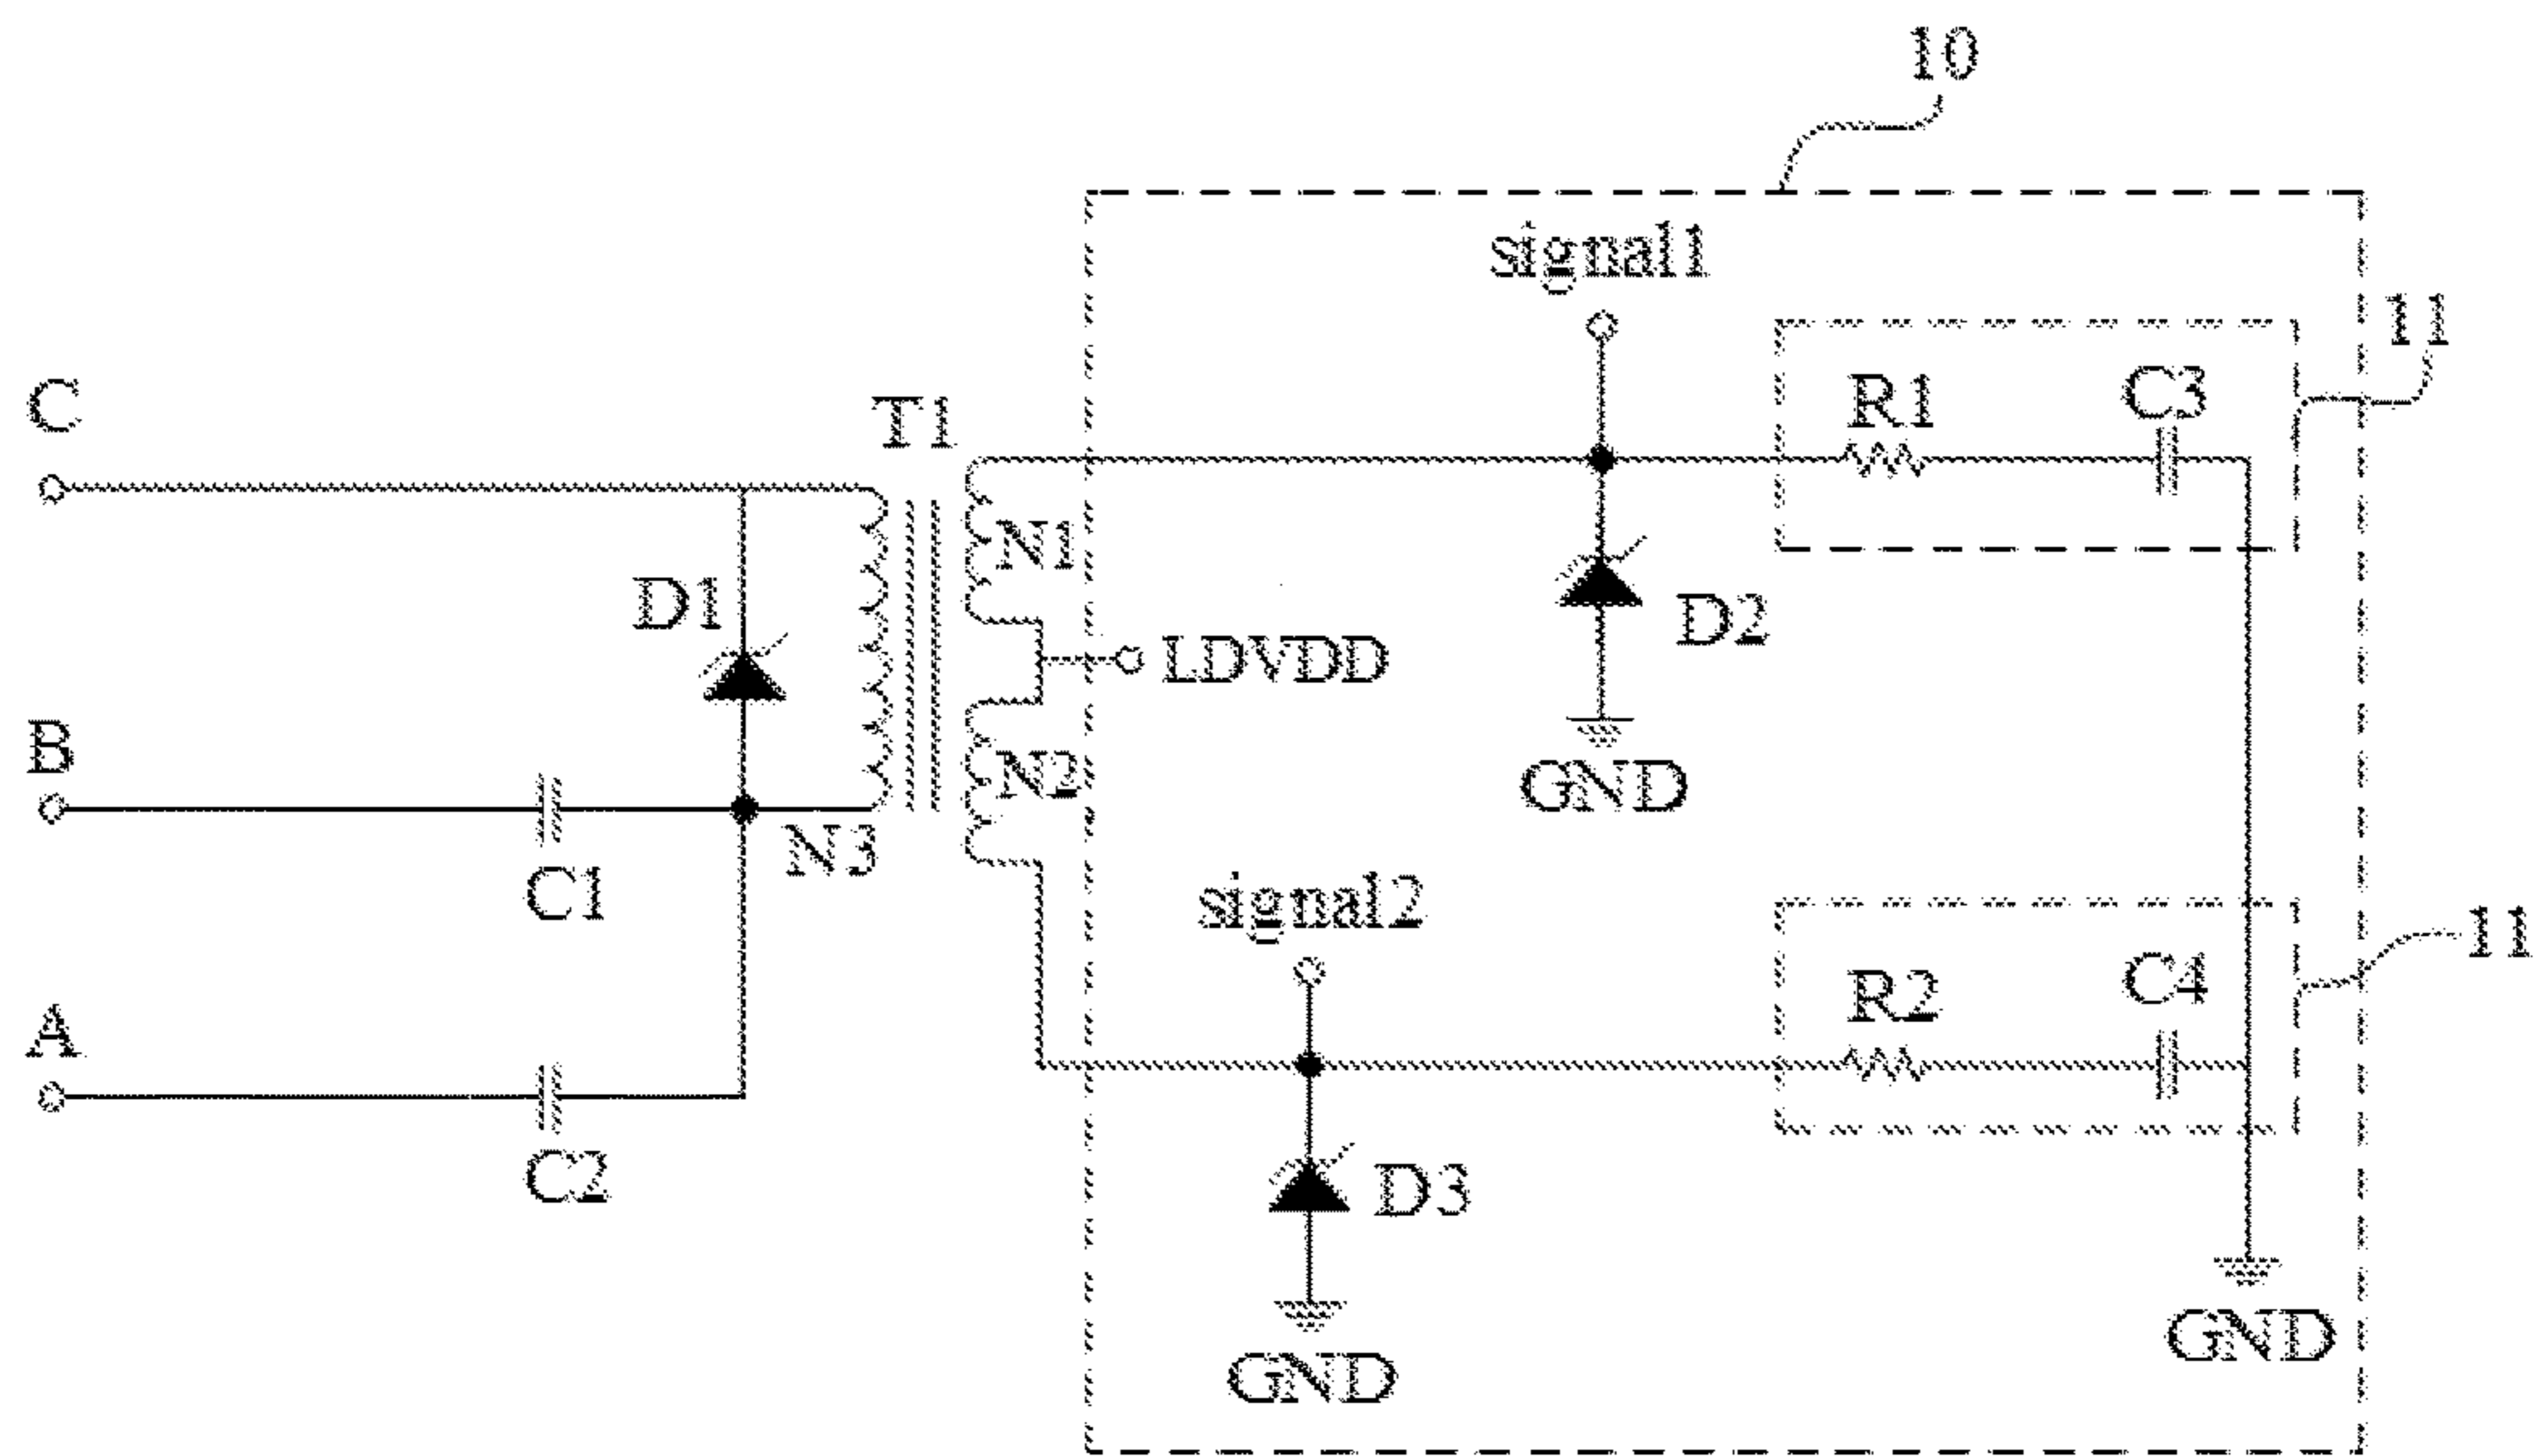 10
signal1
11
R1
C3
C
T1
N1
D1
D2
LDVDD
B
N2
GND
N3
C1
signal2
11
R2
C4
A
C2
D3
GND
GND